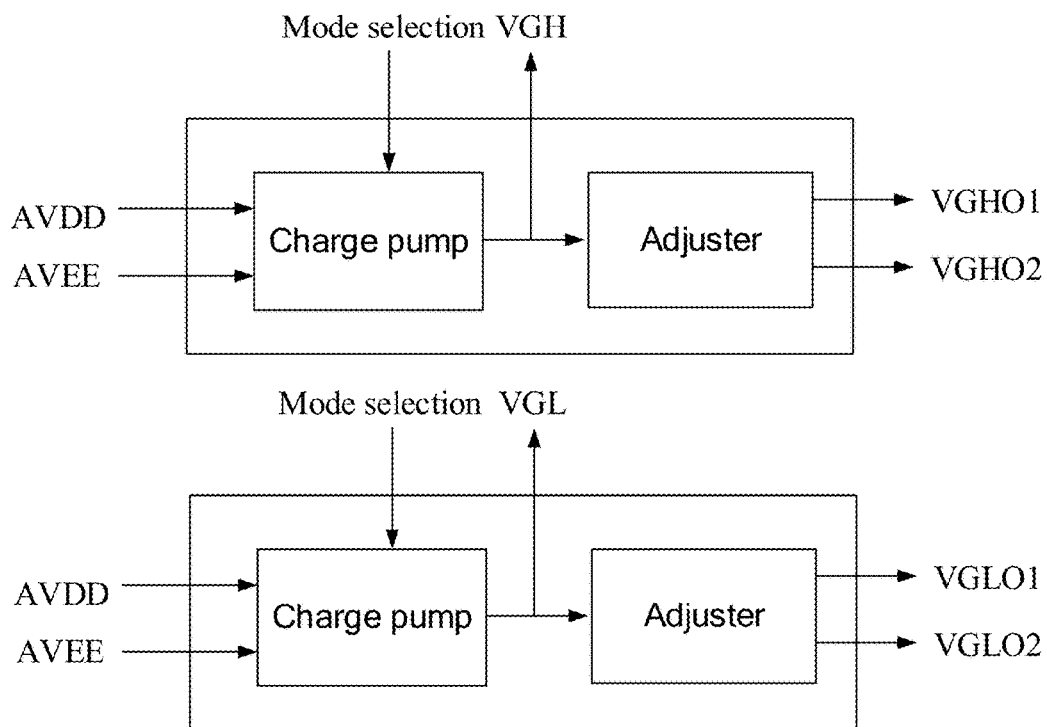 Mode selection VGH
AVDD
AVEE
Charge pump
Adjuster
VGHO1
VGHO2
Mode selection VGL
AVDD
AVEE
Charge pump
Adjuster
VGLO1
VGLO2